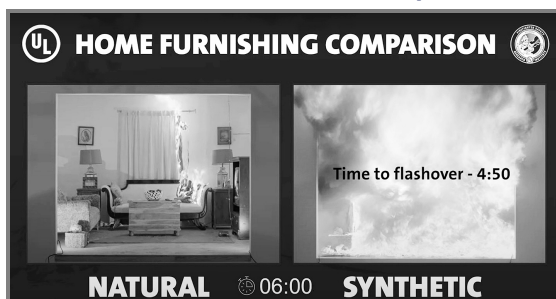 UL
HOME FURNISHING COMPARISON
Time to flashover - 4:50
NATURAL
06:00
SYNTHETIC